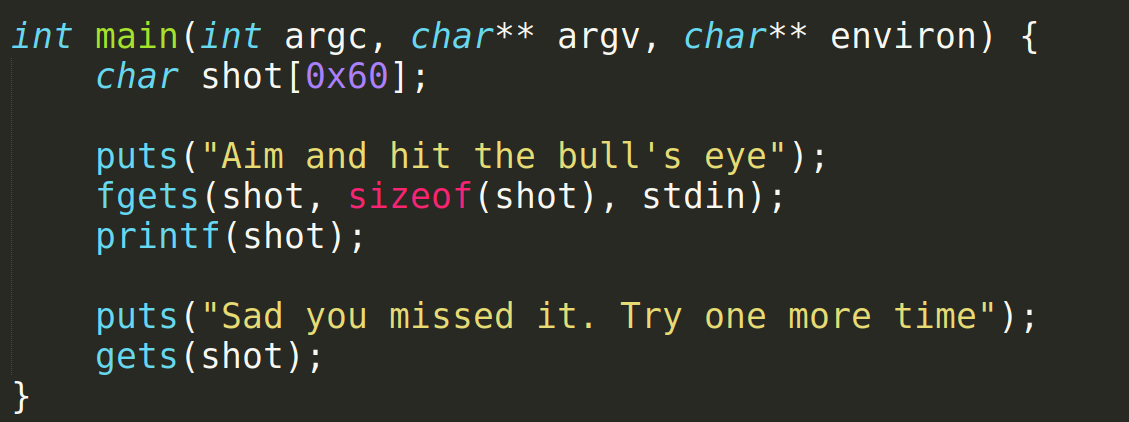 int main(int argc, char** argv, char** environ) {
    char shot[0x60];

    puts("Aim and hit the bull's eye");
    fgets(shot, sizeof(shot), stdin);
    printf(shot);

    puts("Sad you missed it. Try one more time");
    gets(shot);
}